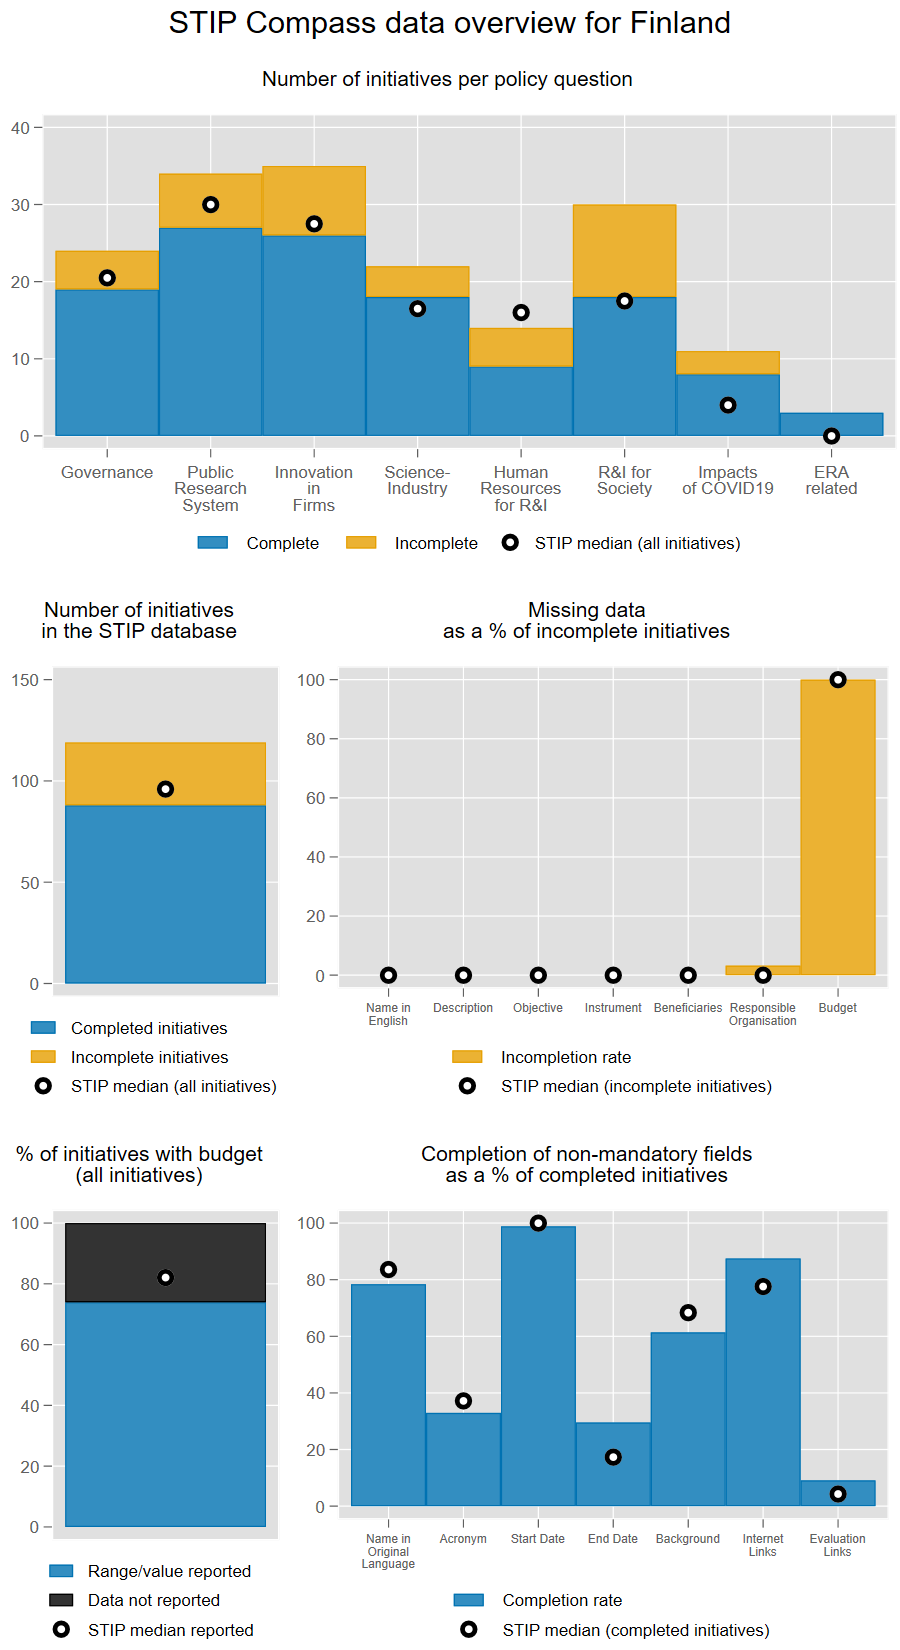 STIP Compass data overview for Finland
Number of initiatives per policy question
40
30
20
10
0
Governance
Public
Research
System
Innovation
in
Firms
Science-
Industry
Human
Resources
for R&I
R&I for
Society
Impacts
of COVID19
ERA
related
Complete
Incomplete
STIP median (all initiatives)
Number of initiatives
in the STIP database
150
100
50
0
Completed initiatives
Incomplete initiatives
STIP median (all initiatives)
Missing data
as a % of incomplete initiatives
100
80
60
40
20
0
Name in
English
Description
Objective
Instrument
Beneficiaries
Responsible
Organisation
Budget
Incompletion rate
STIP median (incomplete initiatives)
% of initiatives with budget
(all initiatives)
100
80
60
40
20
0
Range/value reported
Data not reported
STIP median reported
Completion of non-mandatory fields
as a % of completed initiatives
100
80
60
40
20
0
Name in
Original
Language
Acronym
Start Date
End Date
Background
Internet
Links
Evaluation
Links
Completion rate
STIP median (completed initiatives)